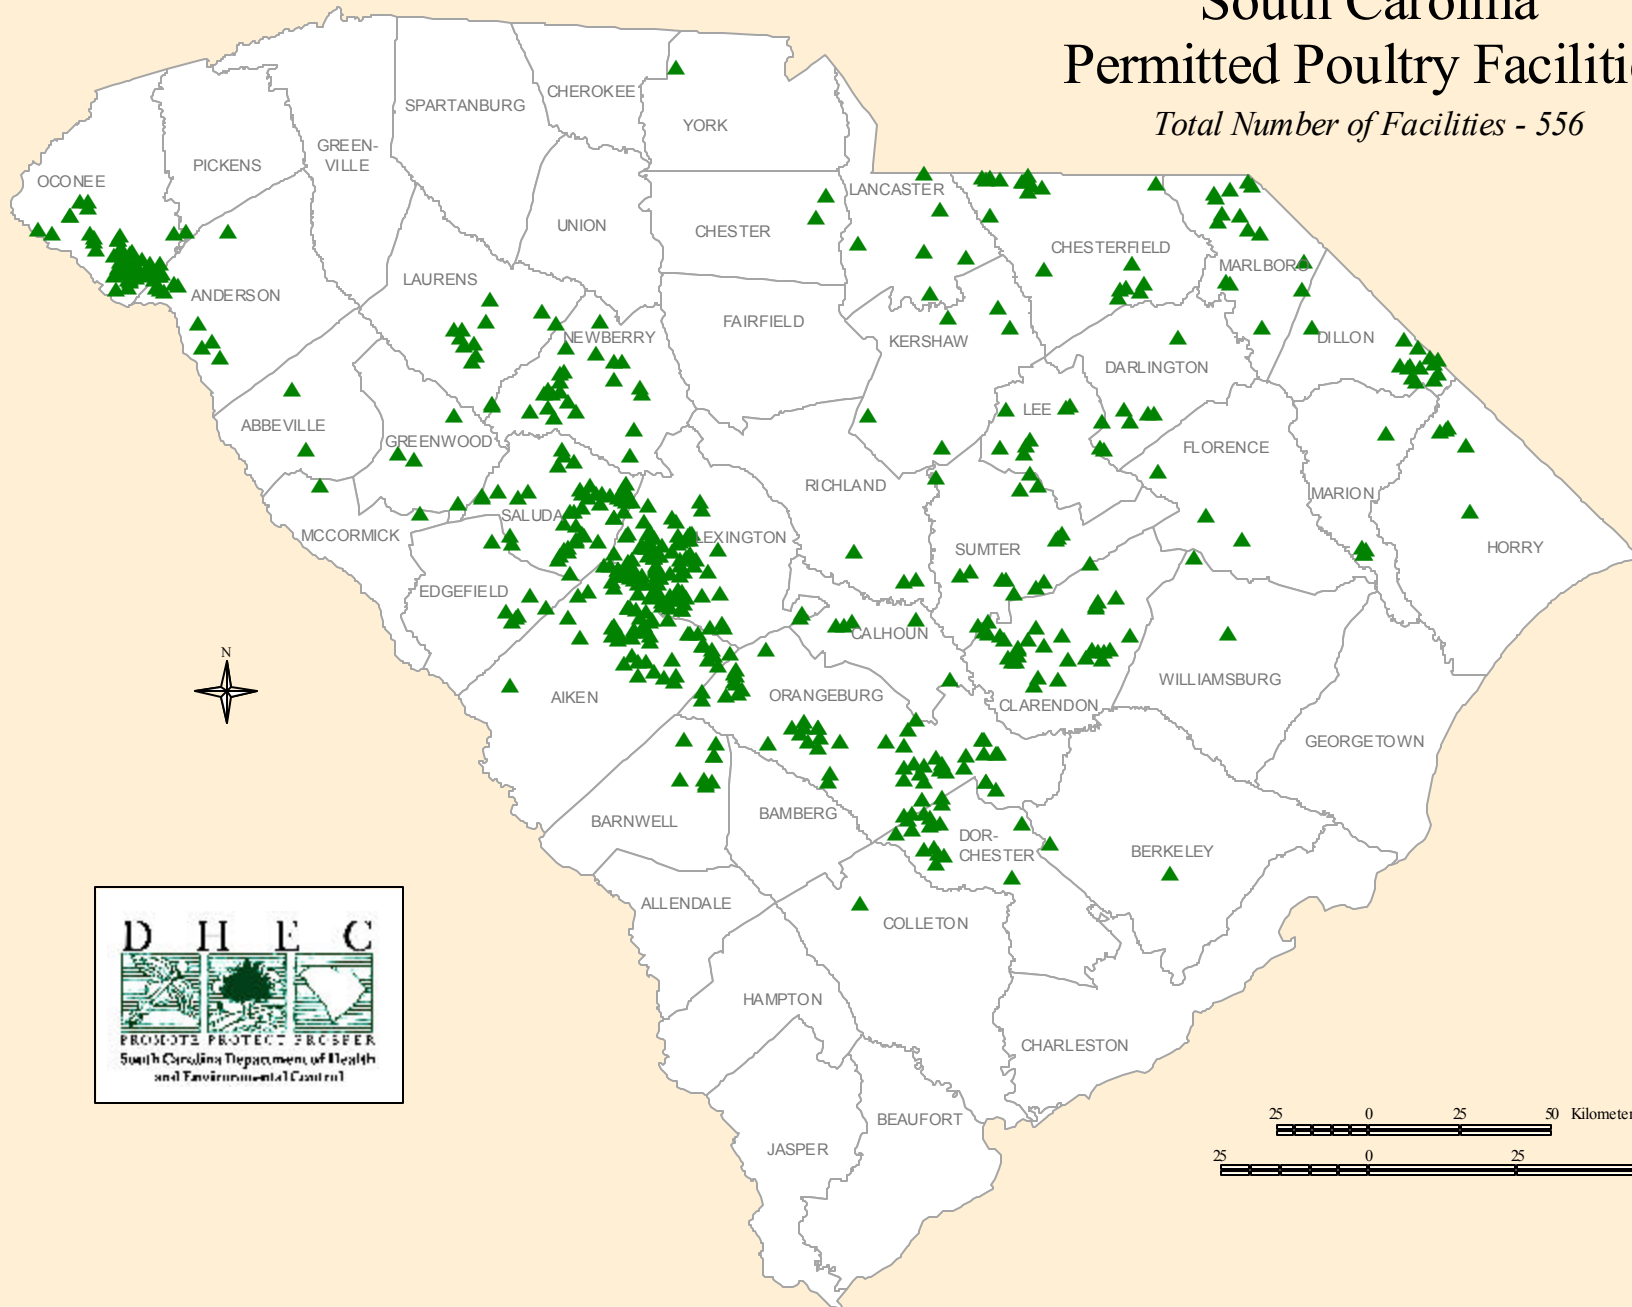 South Carolina
Permitted Poultry Faciliti
Total Number of Facilities - 556
CHEROKEE
SPARTANBURG
YORK
GREEN-
VILLE
PICKENS
OCONEE
LANCASTER
UNION
CHESTER
CHESTERFIELD
MARLBORO
LAURENS
ANDERSON
FAIRFIELD
NEWBERRY
KERSHAW
DILLON
DARLINGTON
LEE
ABBEVILLE
GREENWOOD
FLORENCE
RICHLAND
MARION
SALUDA
MCCORMICK
LEXINGTON
SUMTER
HORRY
EDGEFIELD
CALHOUN
N
WILLIAMSBURG
AIKEN
ORANGEBURG
CLARENDON
GEORGETOWN
BARNWELL
BAMBERG
DOR-
CHESTER
BERKELEY
ALLENDALE
COLLETON
D H E C
HAMPTON
PROMOTE PROTECT PROSPER
CHARLESTON
South Carolina Department of Health
and Environmental Control
25 0 25 50 Kilometer
BEAUFORT
JASPER
25 0 25